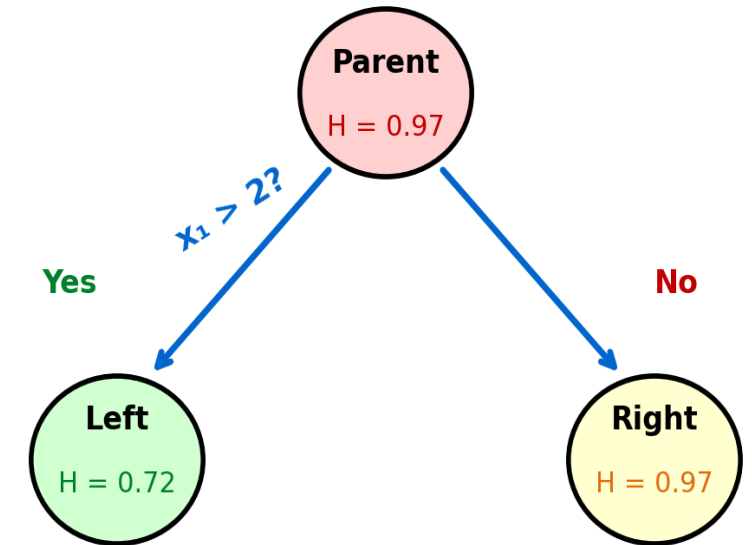 Parent
H = 0.97
x₁ > 2?
Yes
No
Left
H = 0.72
Right
H = 0.97